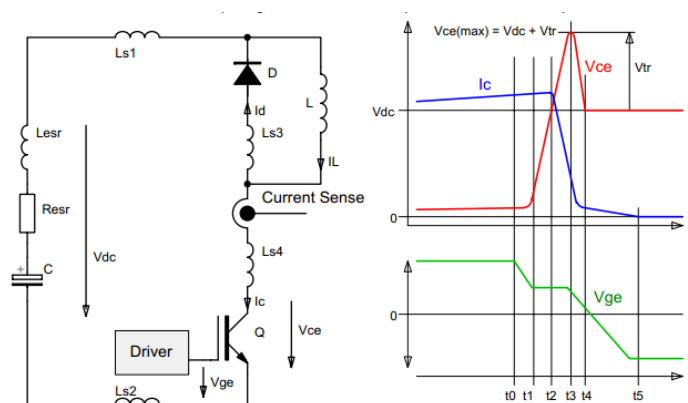 Ls1
D
L
Id
Ls3
IL
Lesr
Resr
Vdc
+
C
Current Sense
Ls4
Ic
Q
Vce
Driver
Vge
Ls2
Vce(max) = Vdc + Vtr
Vce
Vtr
Ic
Vdc
0
Vge
0
t0 t1 t2 t3 t4 t5